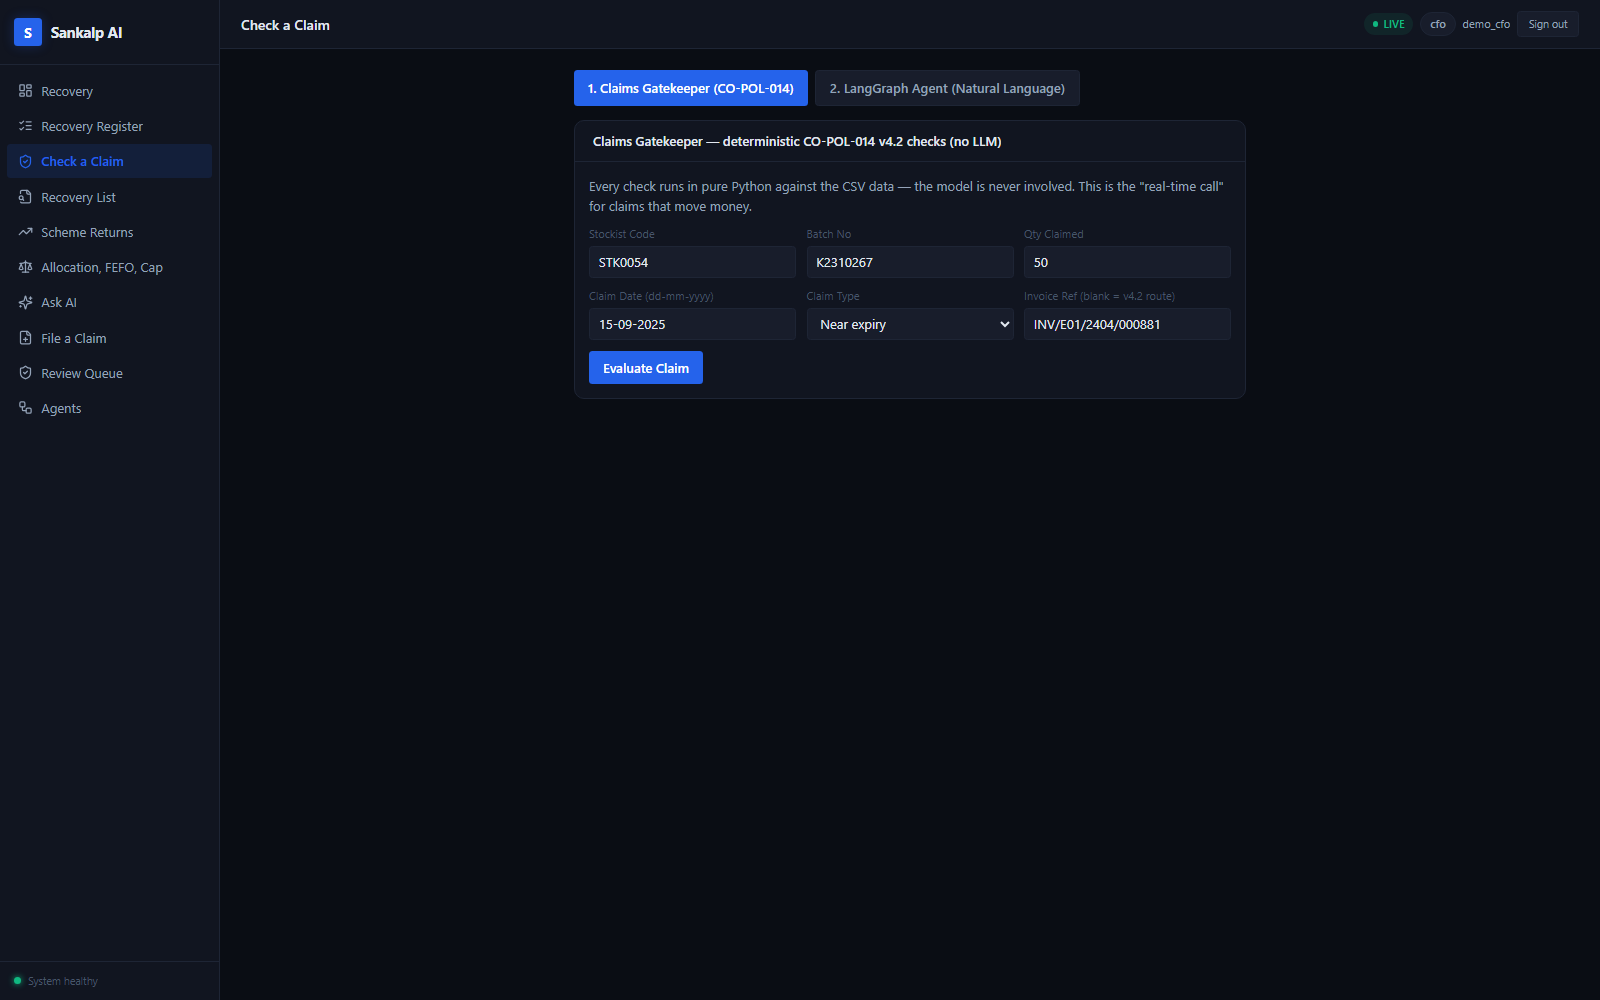 S
Sankalp AI
Check a Claim
LIVE
cfo
demo_cfo
Sign out
Recovery
Recovery Register
Check a Claim
Recovery List
Scheme Returns
Allocation, FEFO, Cap
Ask AI
File a Claim
Review Queue
Agents
System healthy
1. Claims Gatekeeper (CO-POL-014)
2. LangGraph Agent (Natural Language)
Claims Gatekeeper — deterministic CO-POL-014 v4.2 checks (no LLM)
Every check runs in pure Python against the CSV data — the model is never involved. This is the "real-time call"
for claims that move money.
Stockist Code
Batch No
Qty Claimed
STK0054
K2310267
50
Claim Date (dd-mm-yyyy)
Claim Type
Invoice Ref (blank = v4.2 route)
15-09-2025
Near expiry
INV/E01/2404/000881
Evaluate Claim